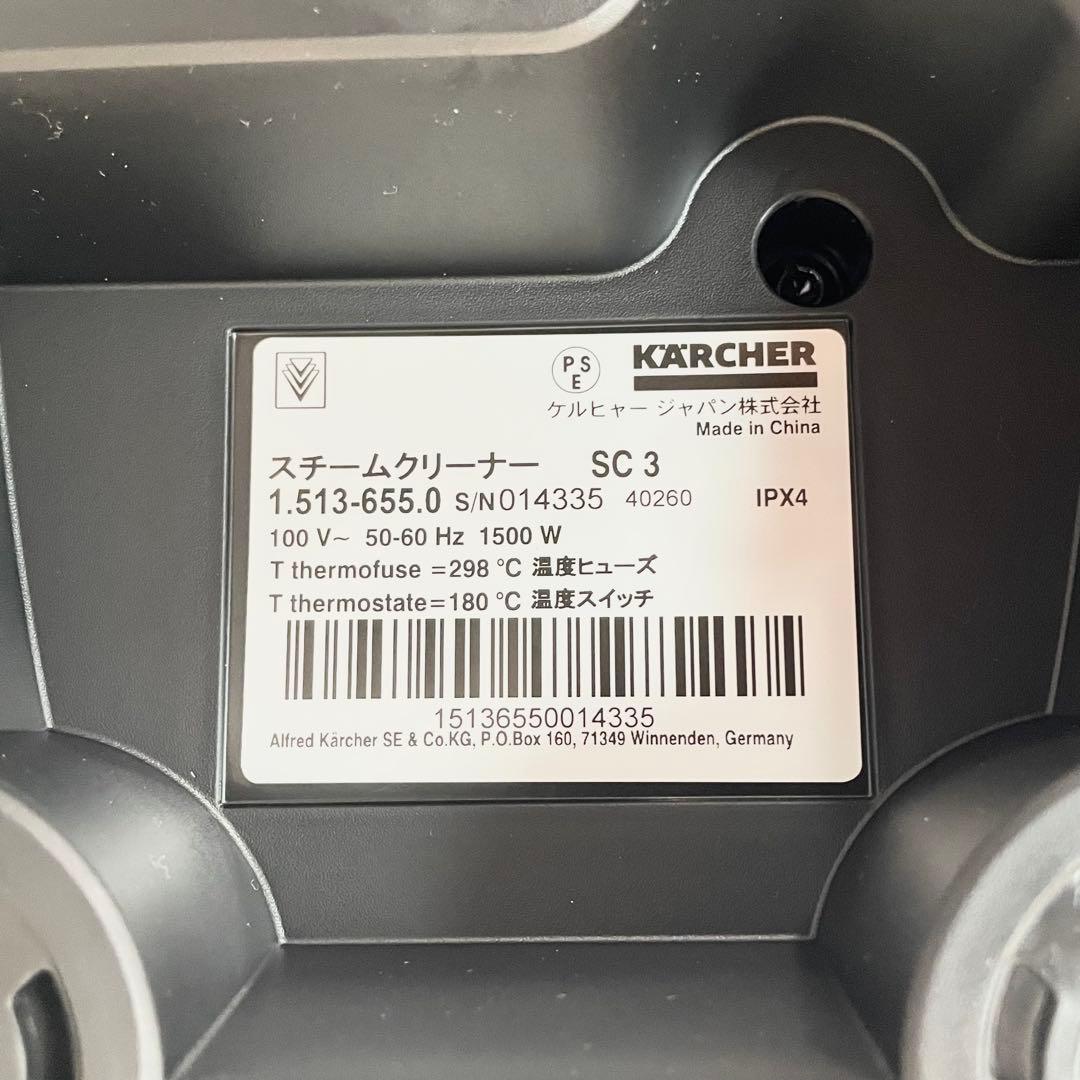 PS
E
KÄRCHER
ケルヒャー ジャパン株式会社
Made in China
スチームクリーナー SC 3
1.513-655.0 S/N 014335 40260 IPX4
100 V~ 50-60 Hz 1500 W
T thermofuse =298 °C 温度ヒューズ
T thermostate=180 °C 温度スイッチ
15136550014335
Alfred Kärcher SE & Co.KG, P.O.Box 160, 71349 Winnenden, Germany